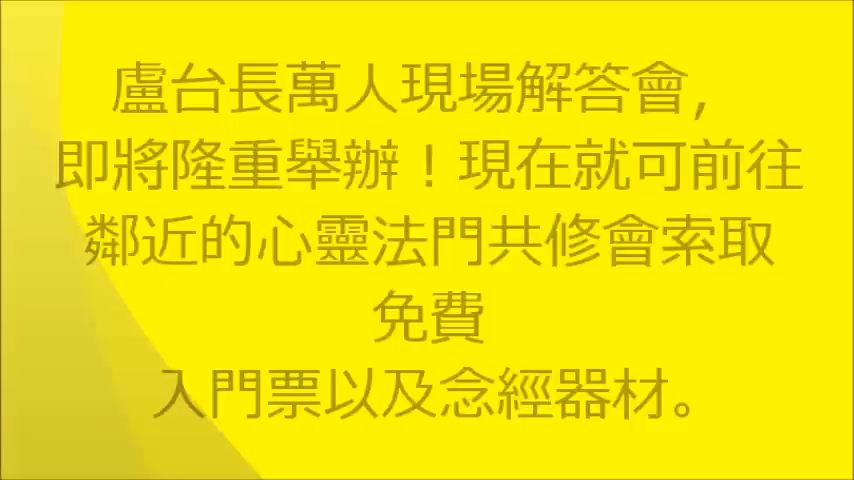 盧台長萬人現場解答會，
即將隆重舉辦！現在就可前往
鄰近的心靈法門共修會索取
免費
入門票以及念經器材。